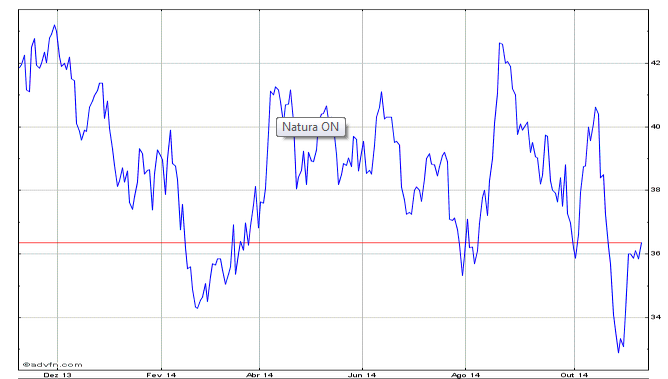 42
40
Natura ON
38
36
34
©advfn.com
Dez 13
Fev 14
Abr 14
Jun 14
Ago 14
Out 14